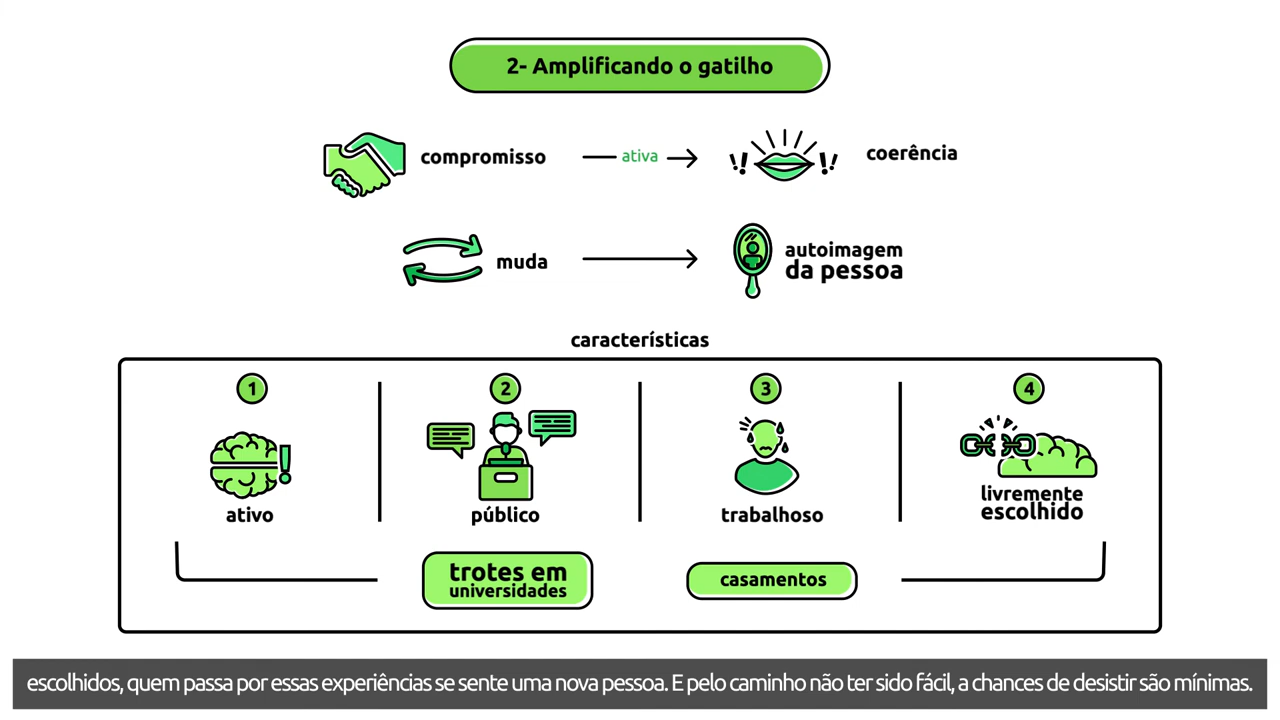 2- Amplificando o gatilho
compromisso
ativa
coerência
muda
autoimagem
da pessoa
características
1
2
3
4
ativo
público
trabalhoso
livremente
escolhido
trotes em
universidades
casamentos
escolhidos, quem passa por essas experiências se sente uma nova pessoa. E pelo caminho não ter sido fácil, a chances de desistir são mínimas.